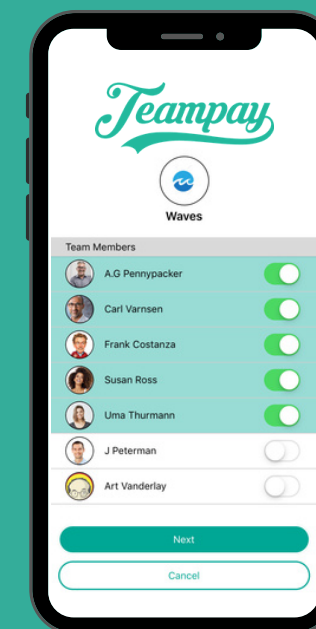 Teampay
Waves
Team Members
A.G Pennypacker
Carl Varnsen
Frank Costanza
Susan Ross
Uma Thurmann
J Peterman
Art Vanderlay
Next
Cancel